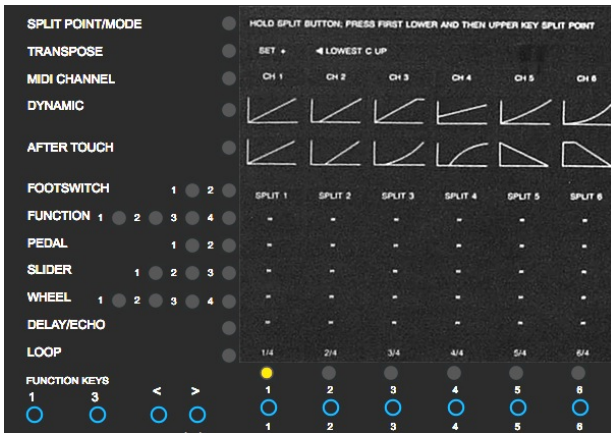 SPLIT POINT/MODE HOLD SPLIT BUTTON; PRESS FIRST LOWER AND THEN UPPER KEY SPLIT POINT
TRANSPOSE SET + ◀ LOWEST C UP
MIDI CHANNEL CH 1 CH 2 CH 3 CH 4 CH 5 CH 6
DYNAMIC
AFTER TOUCH
FOOTSWITCH 1 2 SPLIT 1 SPLIT 2 SPLIT 3 SPLIT 4 SPLIT 5 SPLIT 6
FUNCTION 1 2 3 4 - - - - - -
PEDAL 1 2 - - - - - -
SLIDER 1 2 3 - - - - - -
WHEEL 1 2 3 4 - - - - - -
DELAY/ECHO - - - - - -
LOOP 1/4 2/4 3/4 4/4 5/4 6/4
FUNCTION KEYS
1 3 < > 1 2 3 4 5 6
1 2 3 4 5 6